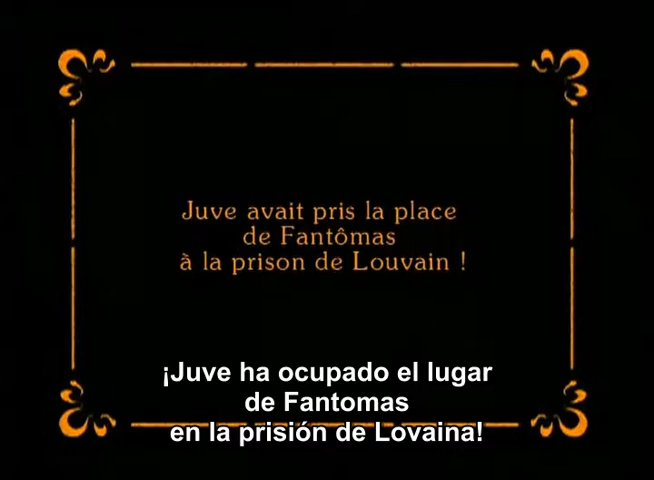 Juve avait pris la place
de Fantômas
à la prison de Louvain !
¡Juve ha ocupado el lugar
de Fantomas
en la prisión de Lovaina!